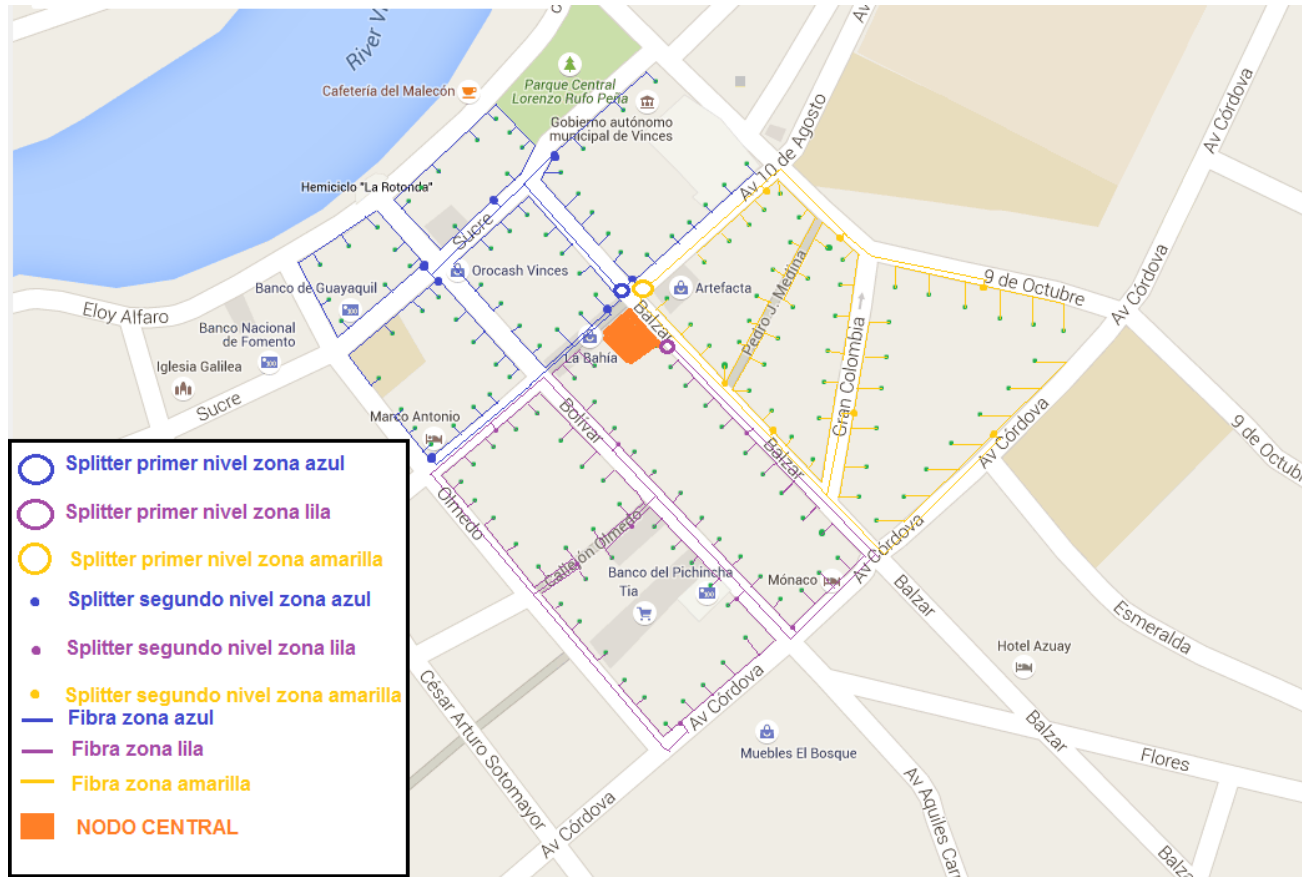 River
Parque Central
Lorenzo Rufo Peña
Cafetería del Malecón
Gobierno autónomo
municipal de Vinces
Av 10 de Agosto
Av Córdova
Hemiciclo "La Rotonda"
Sucre
Orocash Vinces
Banco de Guayaquil
Eloy Alfaro
Banco Nacional
de Fomento
Iglesia Galilea
Sucre
Artefacta
Balzar
La Bahía
Pedro J. Medina
9 de Octubre
Av Córdova
Gran Colombia
Marco Antonio
Bolívar
Balzar
Av Córdova
Olmedo
Callejón Olmedo
Banco del Pichincha
Tia
Mónaco
Av Córdova
Balzar
Esmeralda
Hotel Azuay
César Arturo Sotomayor
Av Córdova
Muebles El Bosque
Balzar
Flores
Av Córdova
Av Aquiles
Splitter primer nivel zona azul
Splitter primer nivel zona lila
Splitter primer nivel zona amarilla
Splitter segundo nivel zona azul
Splitter segundo nivel zona lila
Splitter segundo nivel zona amarilla
Fibra zona azul
Fibra zona lila
Fibra zona amarilla
NODO CENTRAL